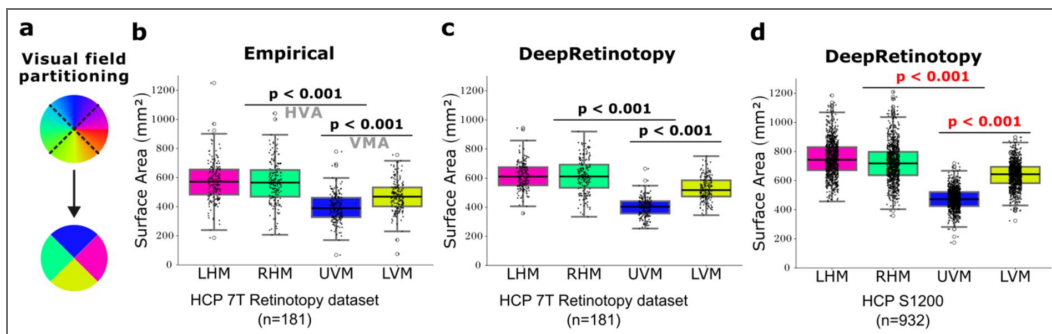 a
Visual field
partitioning
b
Empirical
Surface Area (mm²)
1200
1000
800
600
400
200
0
p < 0.001
HVA
p < 0.001
VMA
LHM RHM UVM LVM
HCP 7T Retinotopy dataset
(n=181)
c
DeepRetinotopy
Surface Area (mm²)
1200
1000
800
600
400
200
0
p < 0.001
p < 0.001
LHM RHM UVM LVM
HCP 7T Retinotopy dataset
(n=181)
d
DeepRetinotopy
Surface Area (mm²)
1200
1000
800
600
400
200
0
p < 0.001
p < 0.001
LHM RHM UVM LVM
HCP S1200
(n=932)